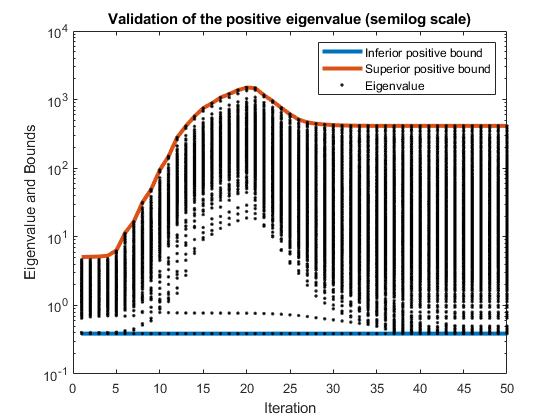 Validation of the positive eigenvalue (semilog scale)
Inferior positive bound
Superior positive bound
Eigenvalue
Eigenvalue and Bounds
10^4
10^3
10^2
10^1
10^0
10^-1
0 5 10 15 20 25 30 35 40 45 50
Iteration